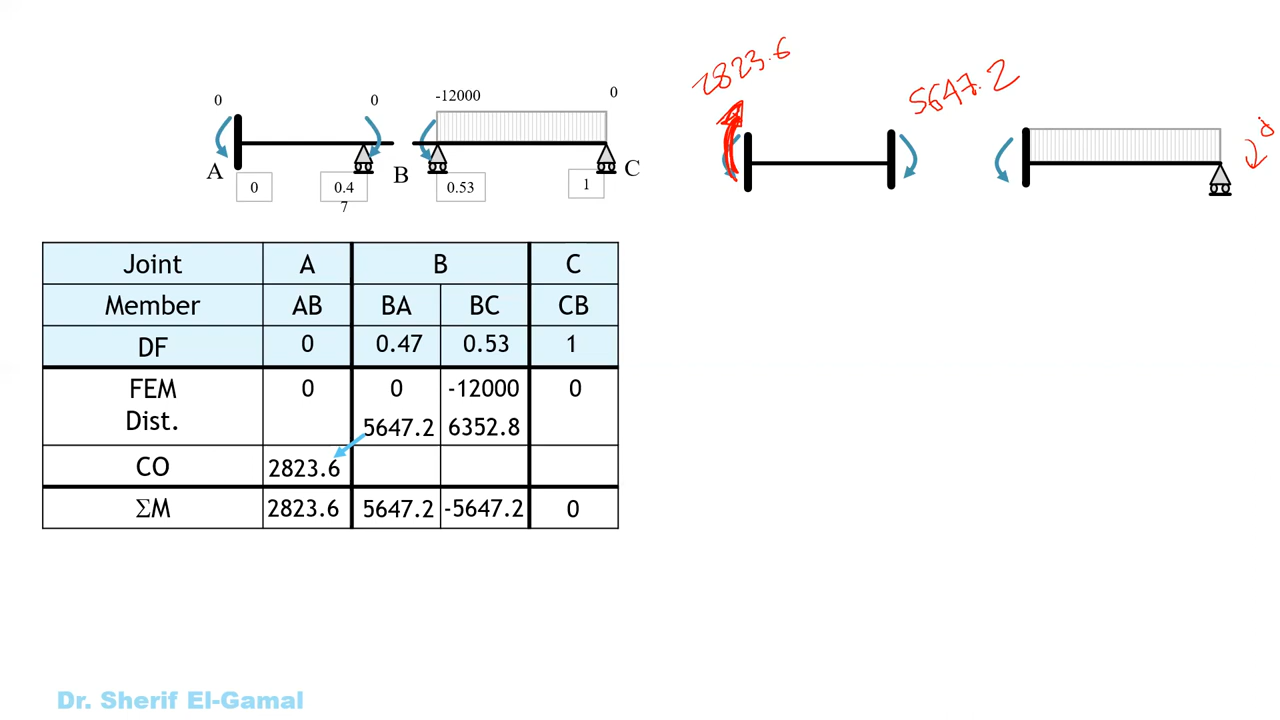 0
0
-12000
0
A
B
C
0
0.4
7
0.53
1
2823.6
5647.2
Joint A B C
Member AB BA BC CB
DF 0 0.47 0.53 1
FEM 0 0 -12000 0
Dist. 5647.2 6352.8
CO 2823.6
ΣM 2823.6 5647.2 -5647.2 0
Dr. Sherif El-Gamal